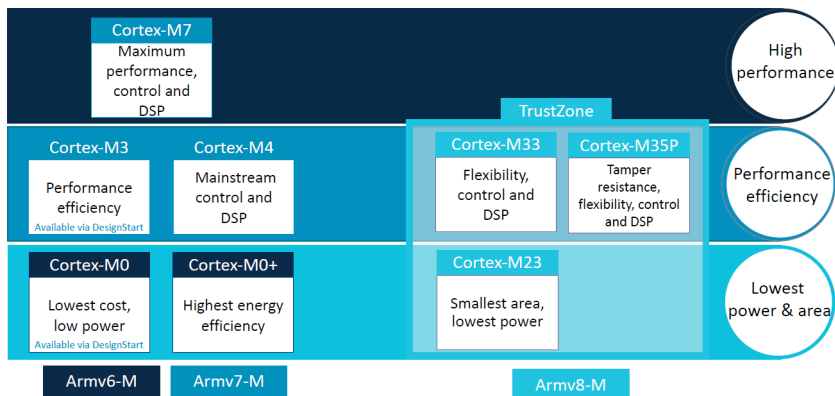 Cortex-M7
Maximum
performance,
control and
DSP
High
performance
TrustZone
Cortex-M3
Performance
efficiency
Available via DesignStart
Cortex-M4
Mainstream
control and
DSP
Cortex-M33
Flexibility,
control and
DSP
Cortex-M35P
Tamper
resistance,
flexibility, control
and DSP
Performance
efficiency
Cortex-M0
Lowest cost,
low power
Available via DesignStart
Cortex-M0+
Highest energy
efficiency
Cortex-M23
Smallest area,
lowest power
Lowest
power & area
Armv6-M
Armv7-M
Armv8-M